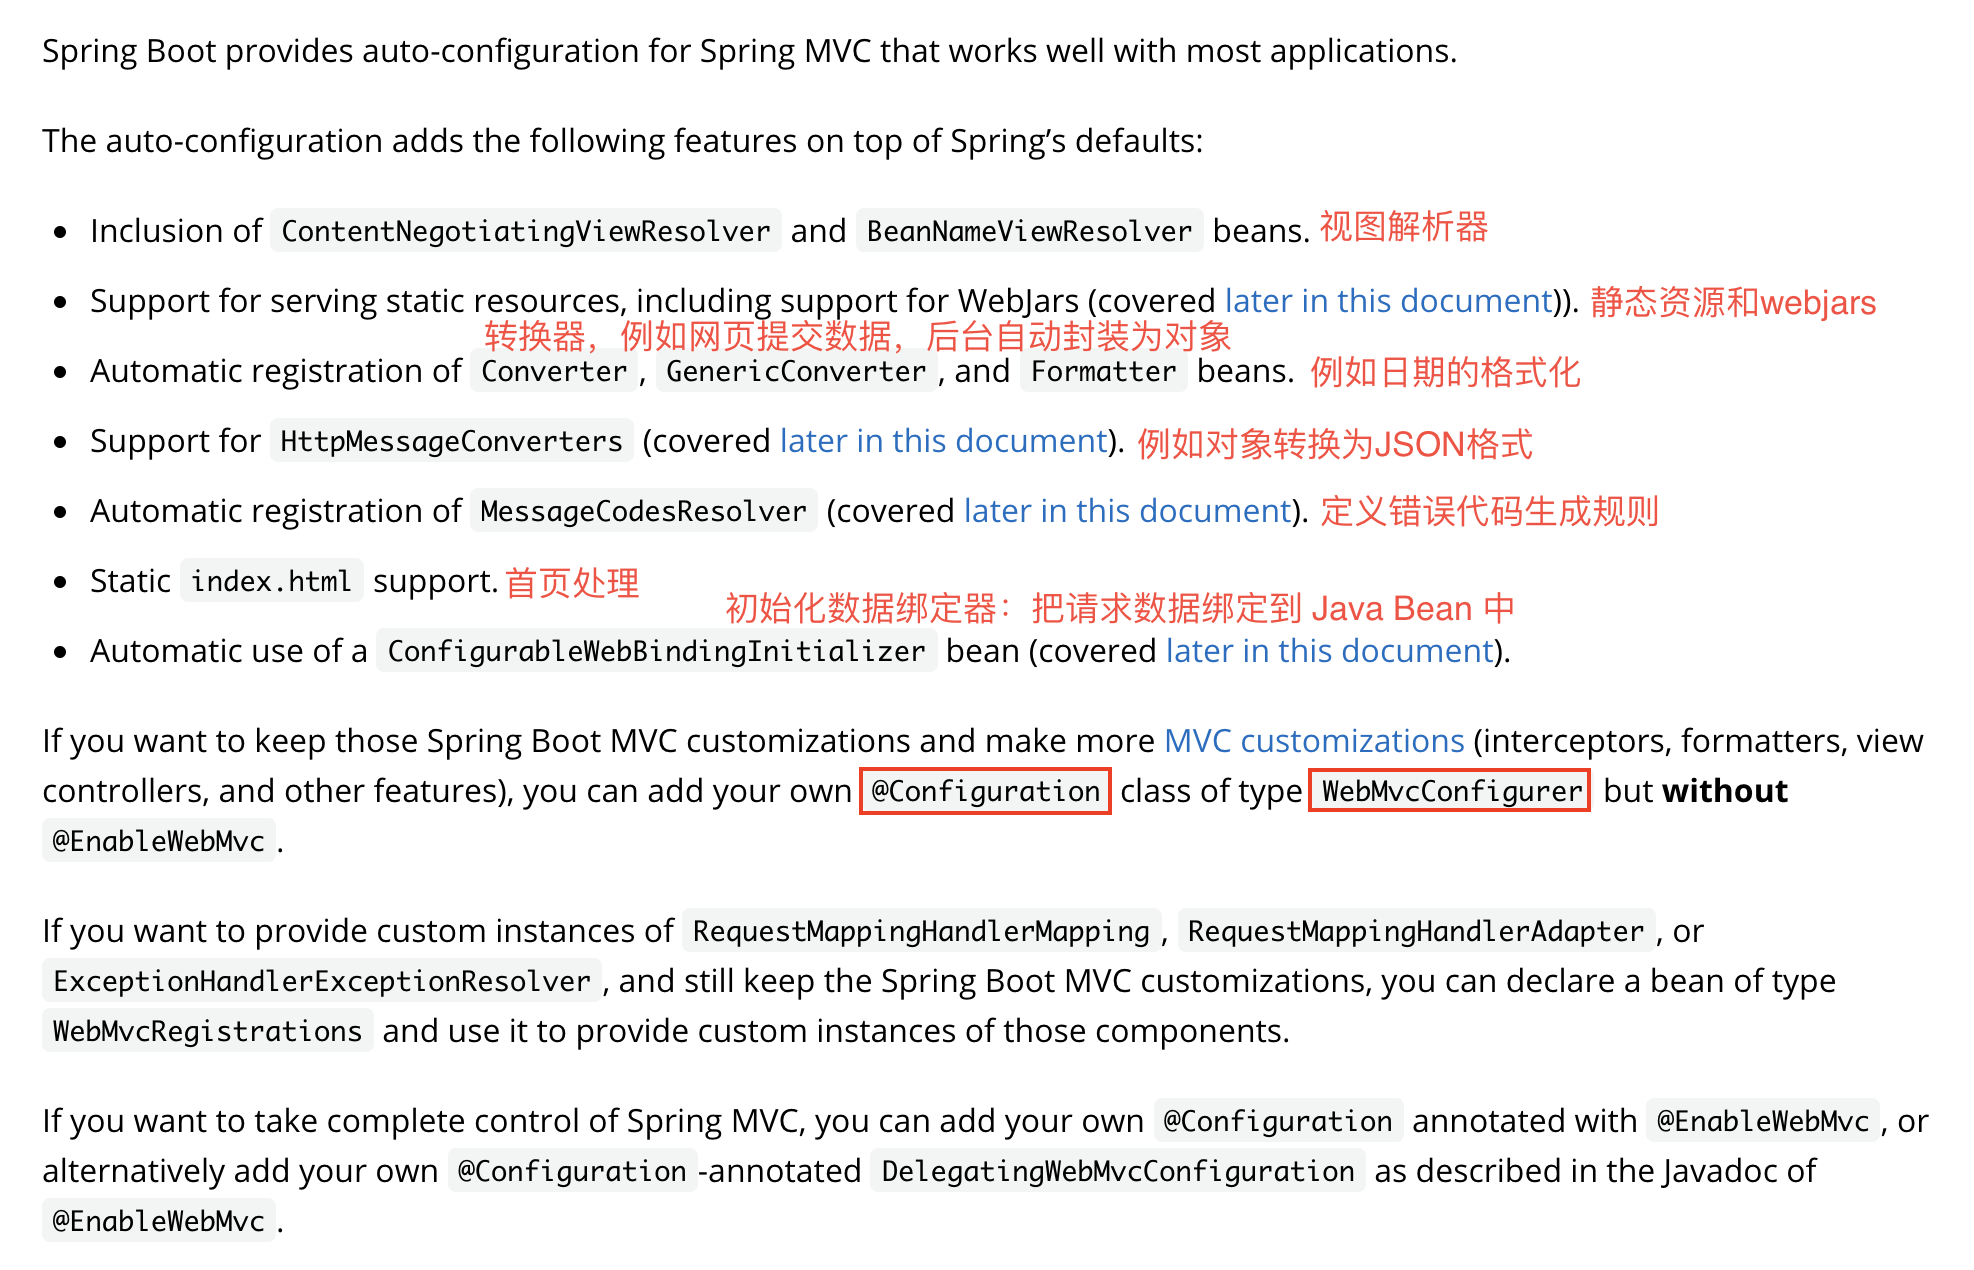 Spring Boot provides auto-configuration for Spring MVC that works well with most applications.
The auto-configuration adds the following features on top of Spring’s defaults:
• Inclusion of ContentNegotiatingViewResolver and BeanNameViewResolver beans. 视图解析器
• Support for serving static resources, including support for WebJars (covered later in this document)). 静态资源和webjars
转换器，例如网页提交数据，后台自动封装为对象
• Automatic registration of Converter, GenericConverter, and Formatter beans. 例如日期的格式化
• Support for HttpMessageConverters (covered later in this document). 例如对象转换为JSON格式
• Automatic registration of MessageCodesResolver (covered later in this document). 定义错误代码生成规则
• Static index.html support. 首页处理
初始化数据绑定器：把请求数据绑定到 Java Bean 中
• Automatic use of a ConfigurableWebBindingInitializer bean (covered later in this document).
If you want to keep those Spring Boot MVC customizations and make more MVC customizations (interceptors, formatters, view
controllers, and other features), you can add your own @Configuration class of type WebMvcConfigurer but without
@EnableWebMvc.
If you want to provide custom instances of RequestMappingHandlerMapping, RequestMappingHandlerAdapter, or
ExceptionHandlerExceptionResolver, and still keep the Spring Boot MVC customizations, you can declare a bean of type
WebMvcRegistrations and use it to provide custom instances of those components.
If you want to take complete control of Spring MVC, you can add your own @Configuration annotated with @EnableWebMvc, or
alternatively add your own @Configuration-annotated DelegatingWebMvcConfiguration as described in the Javadoc of
@EnableWebMvc.